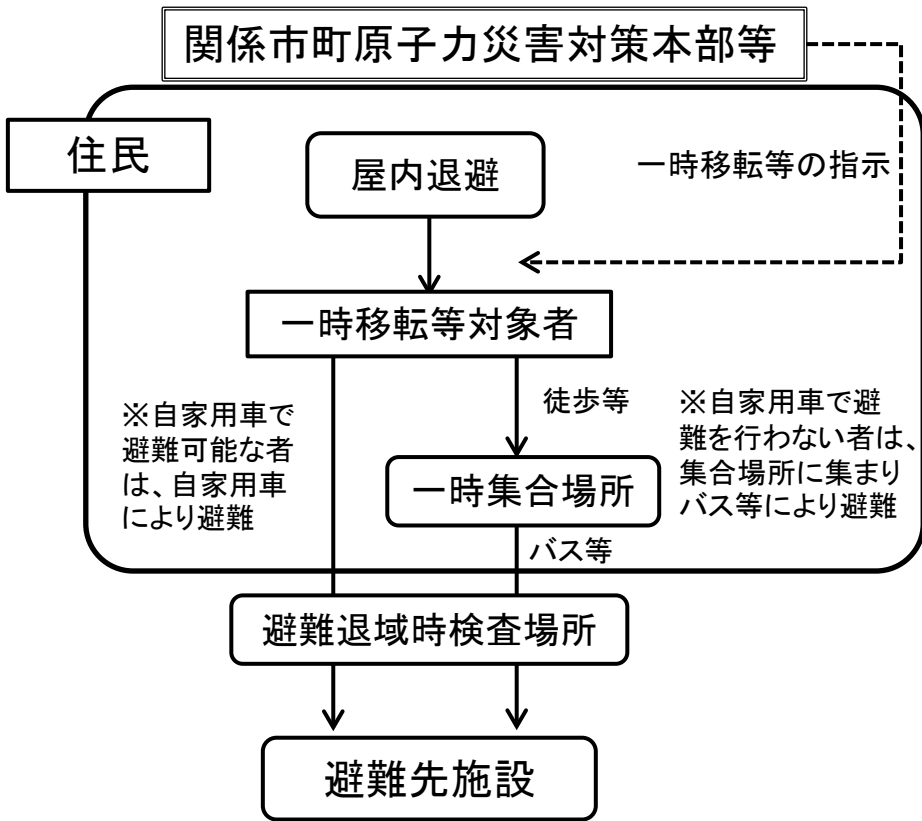 関係市町原子力災害対策本部等
住民
屋内退避
一時移転等の指示
一時移転等対象者
※自家用車で
避難可能な者
は、自家用車
により避難
徒歩等
※自家用車で避
難を行わない者は、
集合場所に集まり
バス等により避難
一時集合場所
バス等
避難退域時検査場所
避難先施設